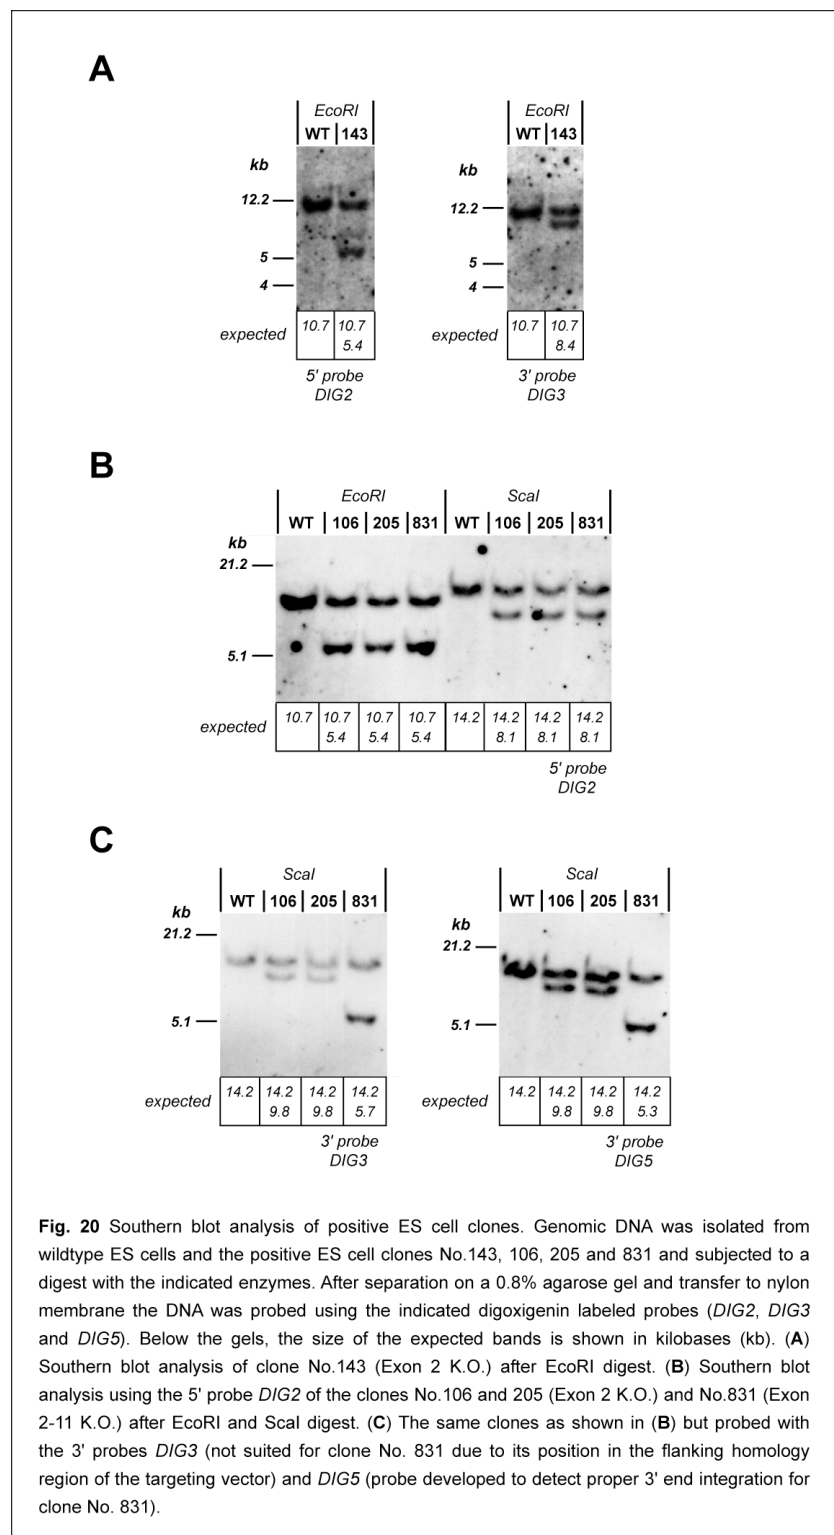 A
EcoRI EcoRI
WT 143 WT 143
kb kb
12.2 12.2
5 5
4 4
expected 10.7 10.7 expected 10.7 10.7
5.4 8.4
5' probe 3' probe
DIG2 DIG3
B
EcoRI ScaI
WT 106 205 831 WT 106 205 831
kb
21.2
5.1
expected 10.7 10.7 10.7 10.7 14.2 14.2 14.2 14.2
5.4 5.4 5.4 8.1 8.1 8.1
5' probe
DIG2
C
ScaI ScaI
WT 106 205 831 WT 106 205 831
kb kb
21.2 21.2
5.1 5.1
expected 14.2 14.2 14.2 14.2 expected 14.2 14.2 14.2 14.2
9.8 9.8 5.7 9.8 9.8 5.3
3' probe 3' probe
DIG3 DIG5
Fig. 20 Southern blot analysis of positive ES cell clones. Genomic DNA was isolated from
wildtype ES cells and the positive ES cell clones No.143, 106, 205 and 831 and subjected to a
digest with the indicated enzymes. After separation on a 0.8% agarose gel and transfer to nylon
membrane the DNA was probed using the indicated digoxigenin labeled probes (DIG2, DIG3
and DIG5). Below the gels, the size of the expected bands is shown in kilobases (kb). (A)
Southern blot analysis of clone No.143 (Exon 2 K.O.) after EcoRI digest. (B) Southern blot
analysis using the 5' probe DIG2 of the clones No.106 and 205 (Exon 2 K.O.) and No.831 (Exon
2-11 K.O.) after EcoRI and ScaI digest. (C) The same clones as shown in (B) but probed with
the 3' probes DIG3 (not suited for clone No. 831 due to its position in the flanking homology
region of the targeting vector) and DIG5 (probe developed to detect proper 3' end integration for
clone No. 831).